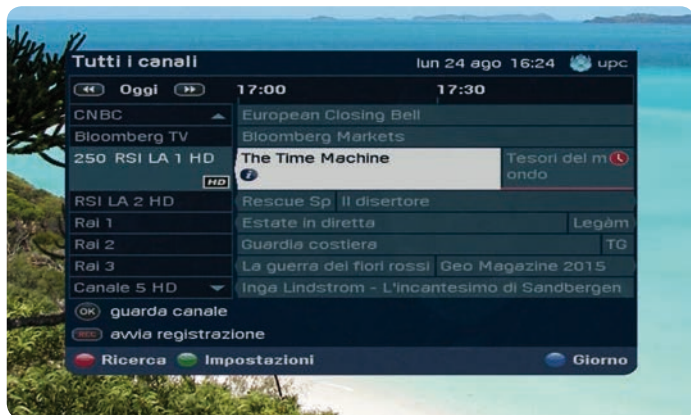 Tutti i canali lun 24 ago 16:24 upc
Oggi 17:00 17:30
CNBC European Closing Bell
Bloomberg TV Bloomberg Markets
250 RSI LA 1 HD The Time Machine Tesori del m
HD ondo
RSI LA 2 HD Rescue Sp Il disertore
Rai 1 Estate in diretta Legàm
Rai 2 Guardia costiera TG
Rai 3 La guerra dei fiori rossi Geo Magazine 2015
Canale 5 HD Inga Lindstrom - L'incantesimo di Sandbergen
OK guarda canale
REC avvia registrazione
Ricerca Impostazioni Giorno